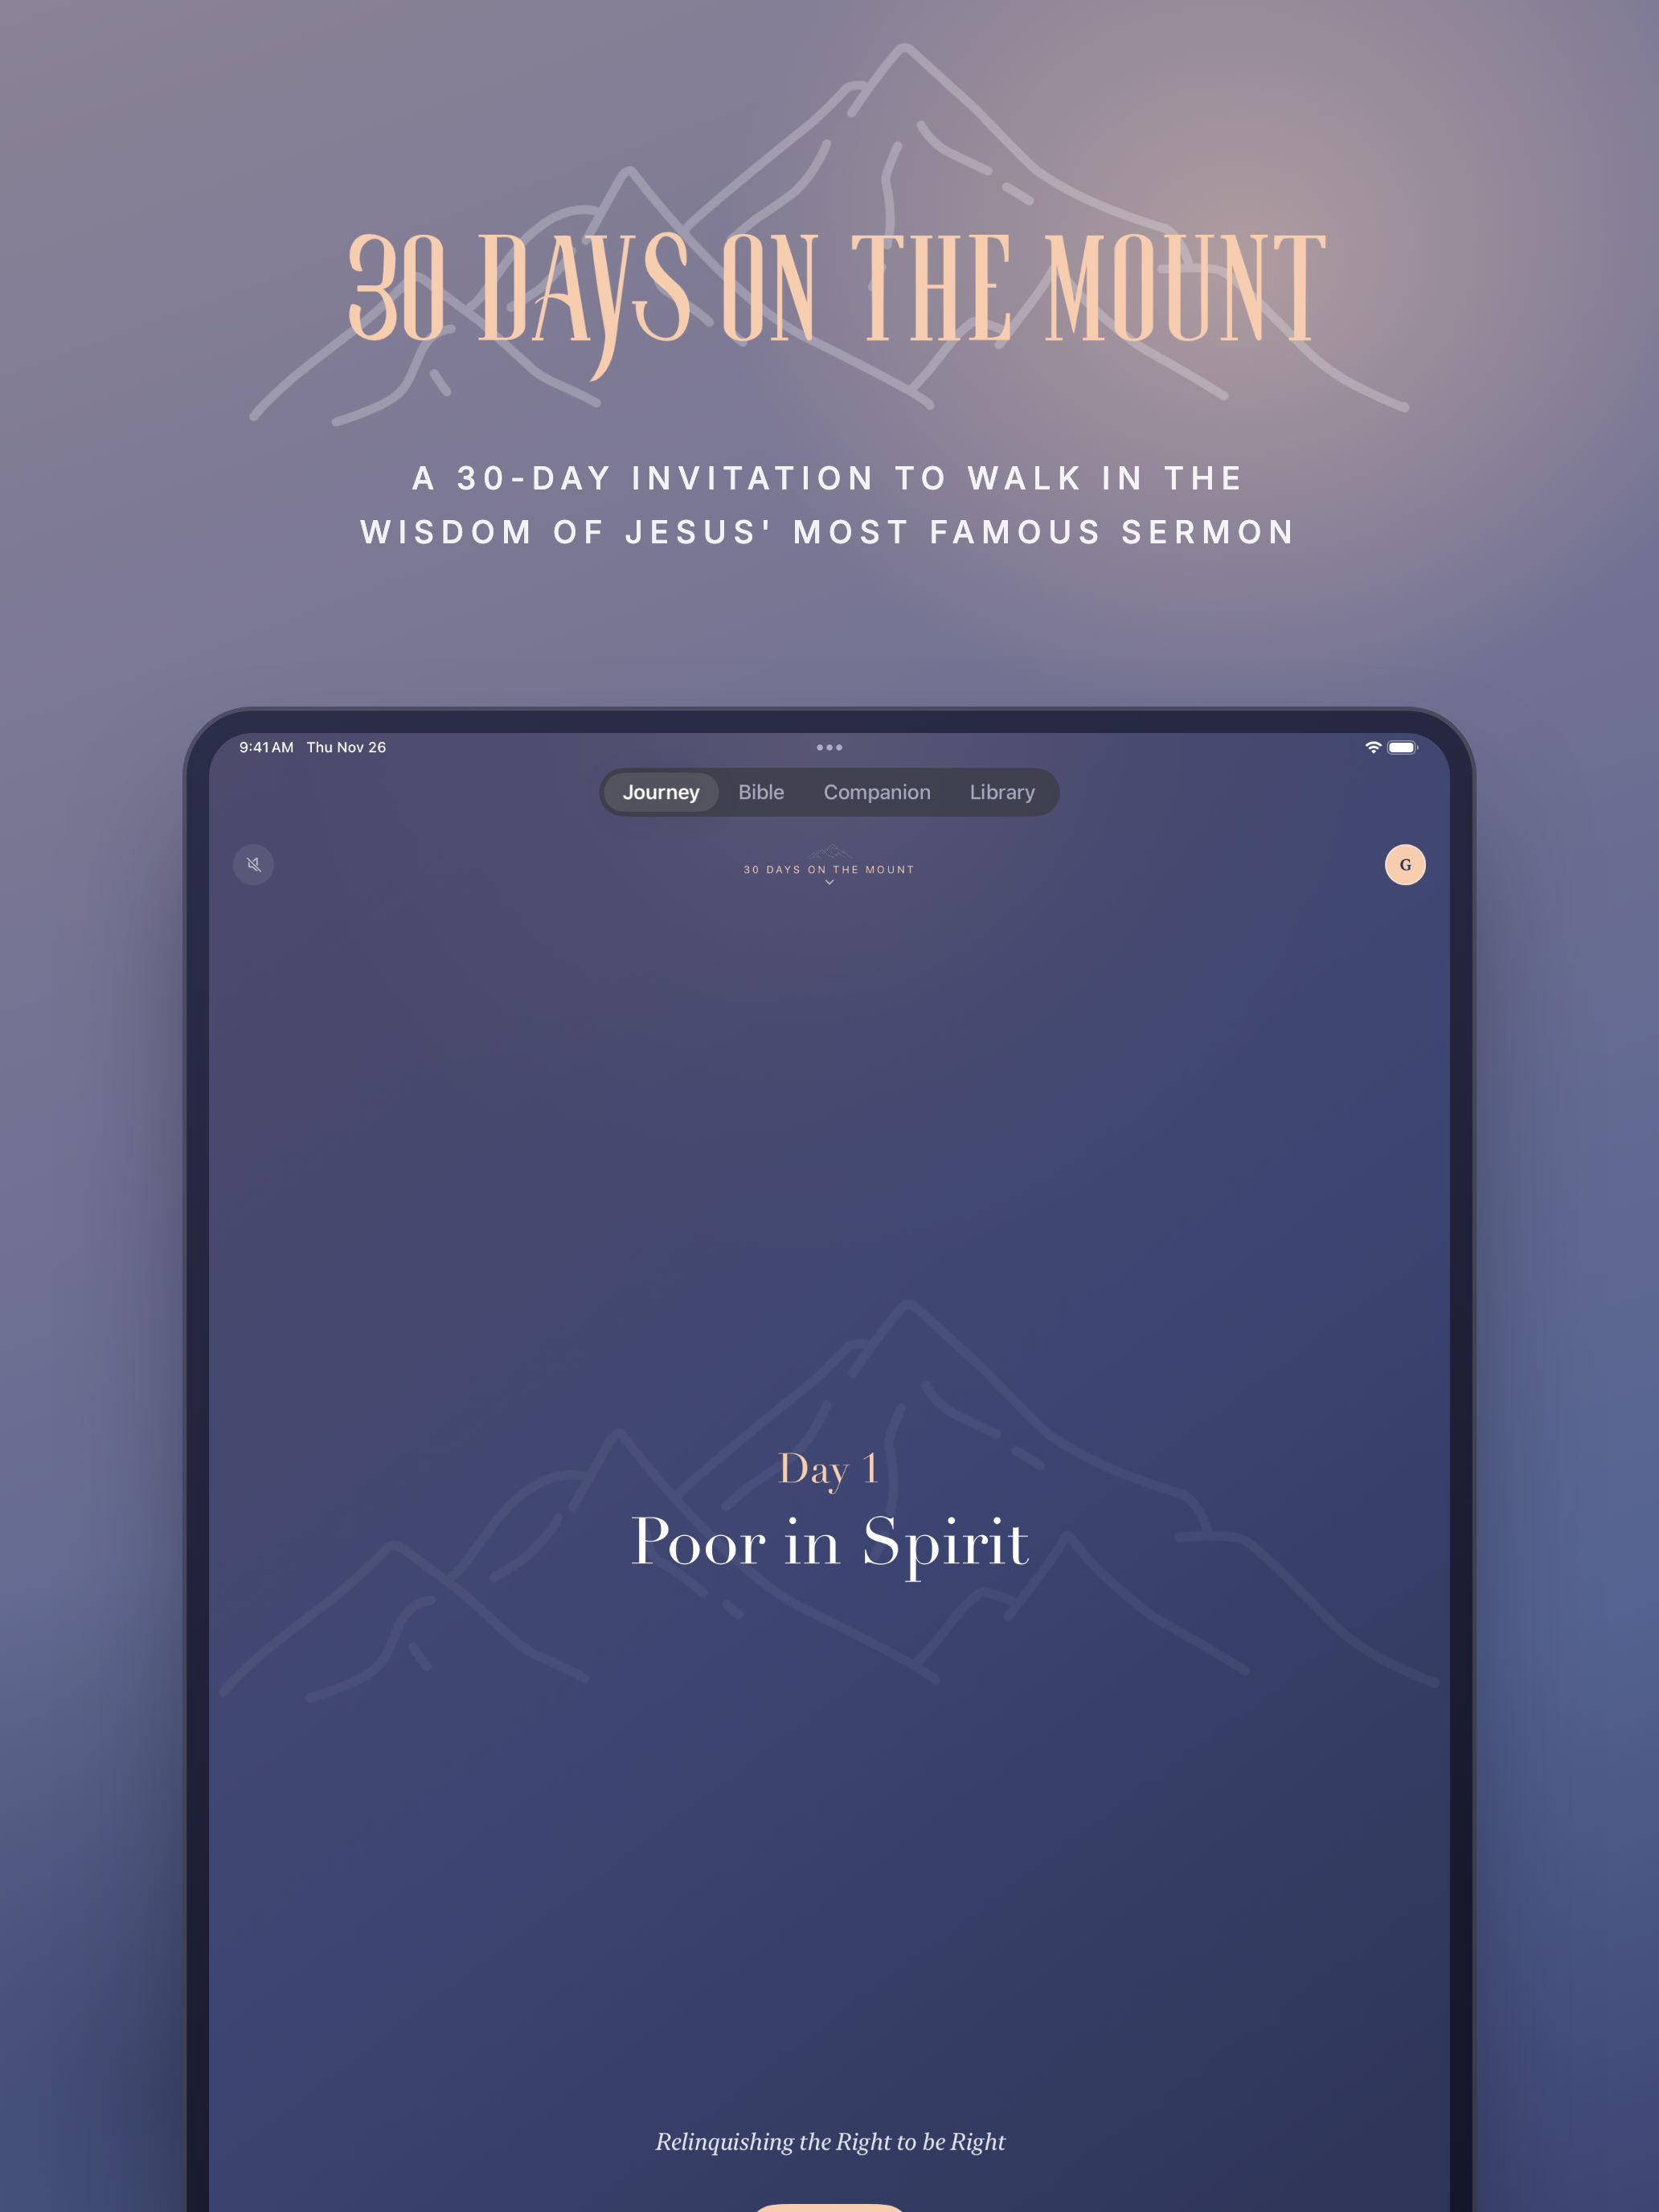 30 DAYS ON THE MOUNT
A 30-DAY INVITATION TO WALK IN THE
WISDOM OF JESUS' MOST FAMOUS SERMON
9:41 AM Thu Nov 26
Journey Bible Companion Library
30 DAYS ON THE MOUNT
G
Day 1
Poor in Spirit
Relinquishing the Right to be Right